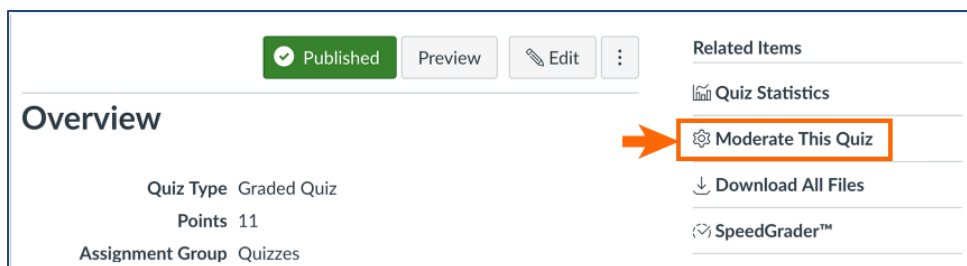 Published
Preview
Edit
Overview
Quiz Type Graded Quiz
Points 11
Assignment Group Quizzes
Related Items
Quiz Statistics
Moderate This Quiz
Download All Files
SpeedGrader™